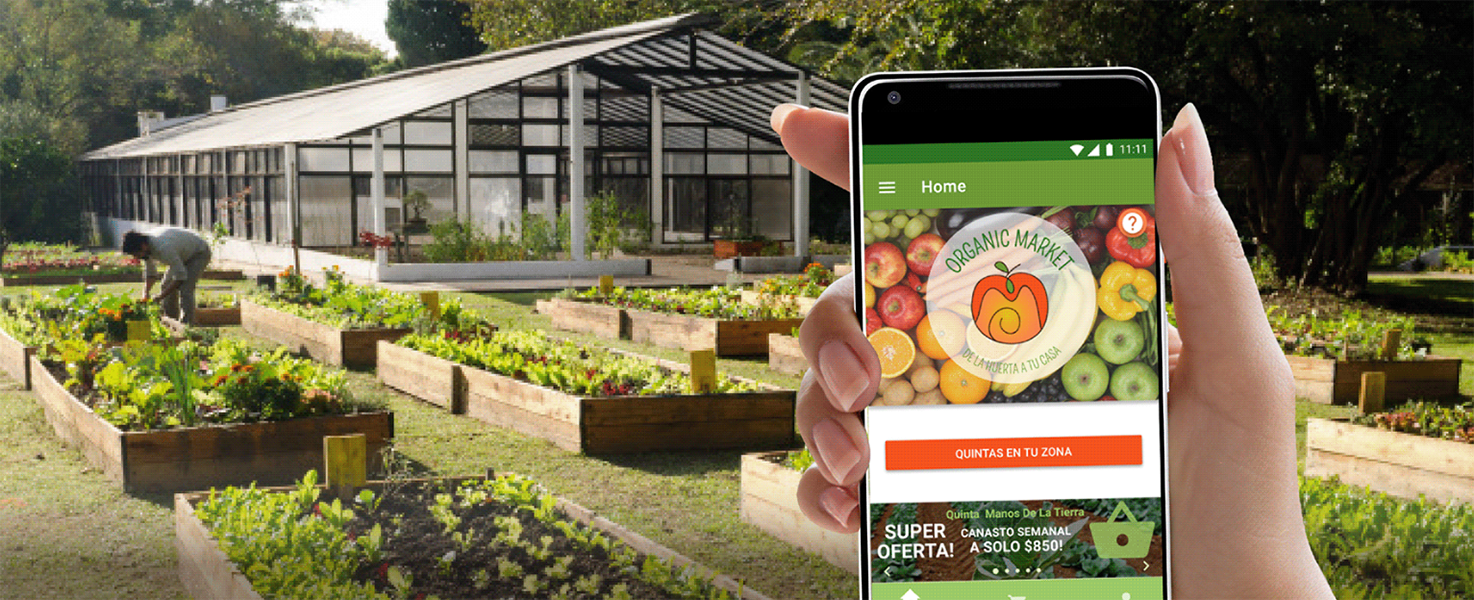 11:11
Home
?
ORGANIC MARKET
DE LA HUERTA A TU CASA
QUINTAS EN TU ZONA
Quinta Manos De La Tierra
SUPER
OFERTA!
CANASTO SEMANAL
A SOLO $850!